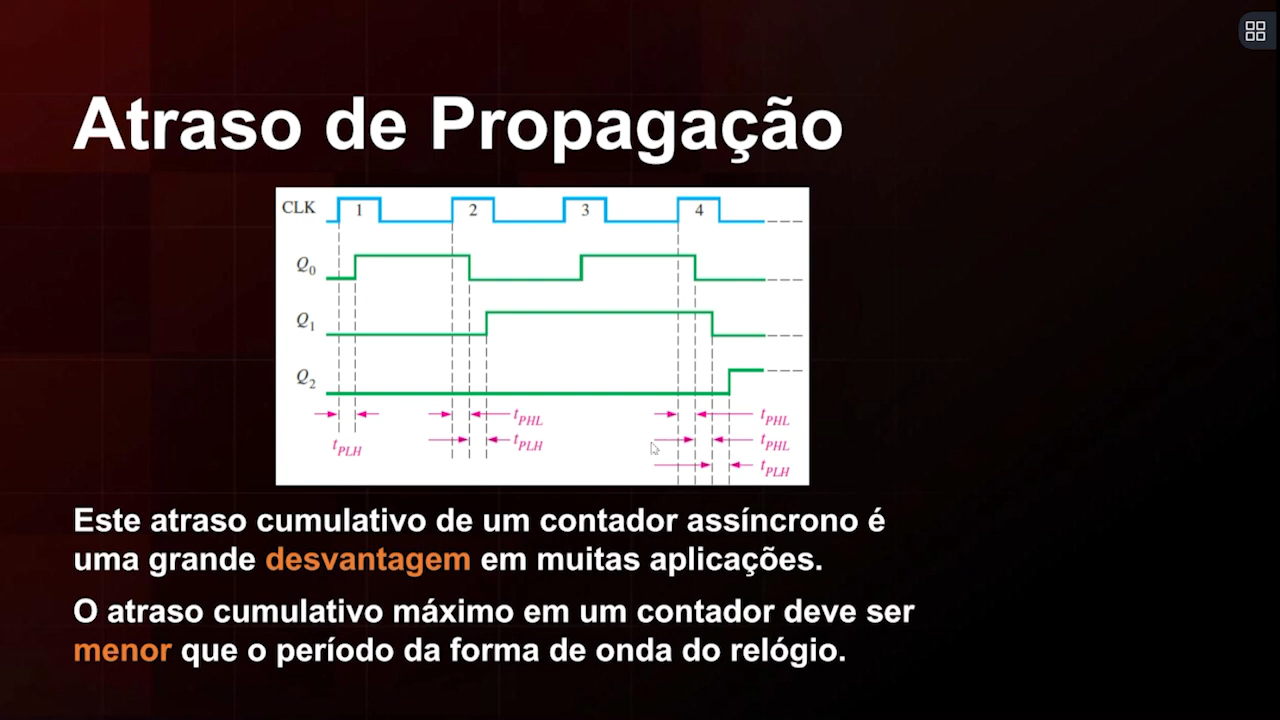 Atraso de Propagação
CLK 1 2 3 4
Q0
Q1
Q2
tPLH
tPHL
tPLH
tPHL
tPHL
tPLH
Este atraso cumulativo de um contador assíncrono é
uma grande desvantagem em muitas aplicações.
O atraso cumulativo máximo em um contador deve ser
menor que o período da forma de onda do relógio.